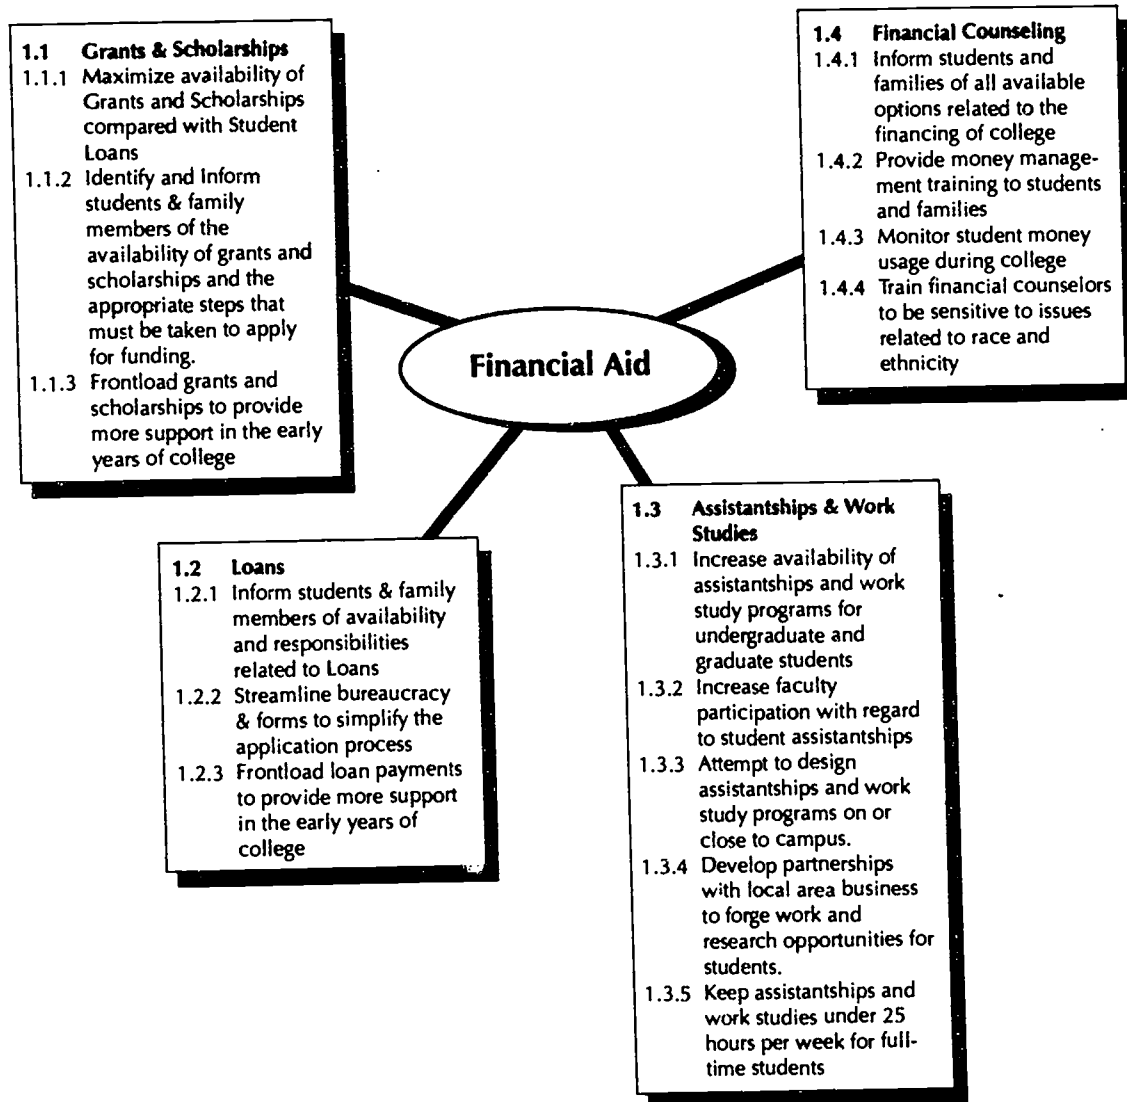 1.1 Grants & Scholarships
1.1.1 Maximize availability of
Grants and Scholarships
compared with Student
Loans
1.1.2 Identify and Inform
students & family
members of the
availability of grants and
scholarships and the
appropriate steps that
must be taken to apply
for funding.
1.1.3 Frontload grants and
scholarships to provide
more support in the early
years of college
1.4 Financial Counseling
1.4.1 Inform students and
families of all available
options related to the
financing of college
1.4.2 Provide money manage-
ment training to students
and families
1.4.3 Monitor student money
usage during college
1.4.4 Train financial counselors
to be sensitive to issues
related to race and
ethnicity
Financial Aid
1.2 Loans
1.2.1 Inform students & family
members of availability
and responsibilities
related to Loans
1.2.2 Streamline bureaucracy
& forms to simplify the
application process
1.2.3 Frontload loan payments
to provide more support
in the early years of
college
1.3 Assistantships & Work
Studies
1.3.1 Increase availability of
assistantships and work
study programs for
undergraduate and
graduate students
1.3.2 Increase faculty
participation with regard
to student assistantships
1.3.3 Attempt to design
assistantships and work
study programs on or
close to campus.
1.3.4 Develop partnerships
with local area business
to forge work and
research opportunities for
students.
1.3.5 Keep assistantships and
work studies under 25
hours per week for full-
time students